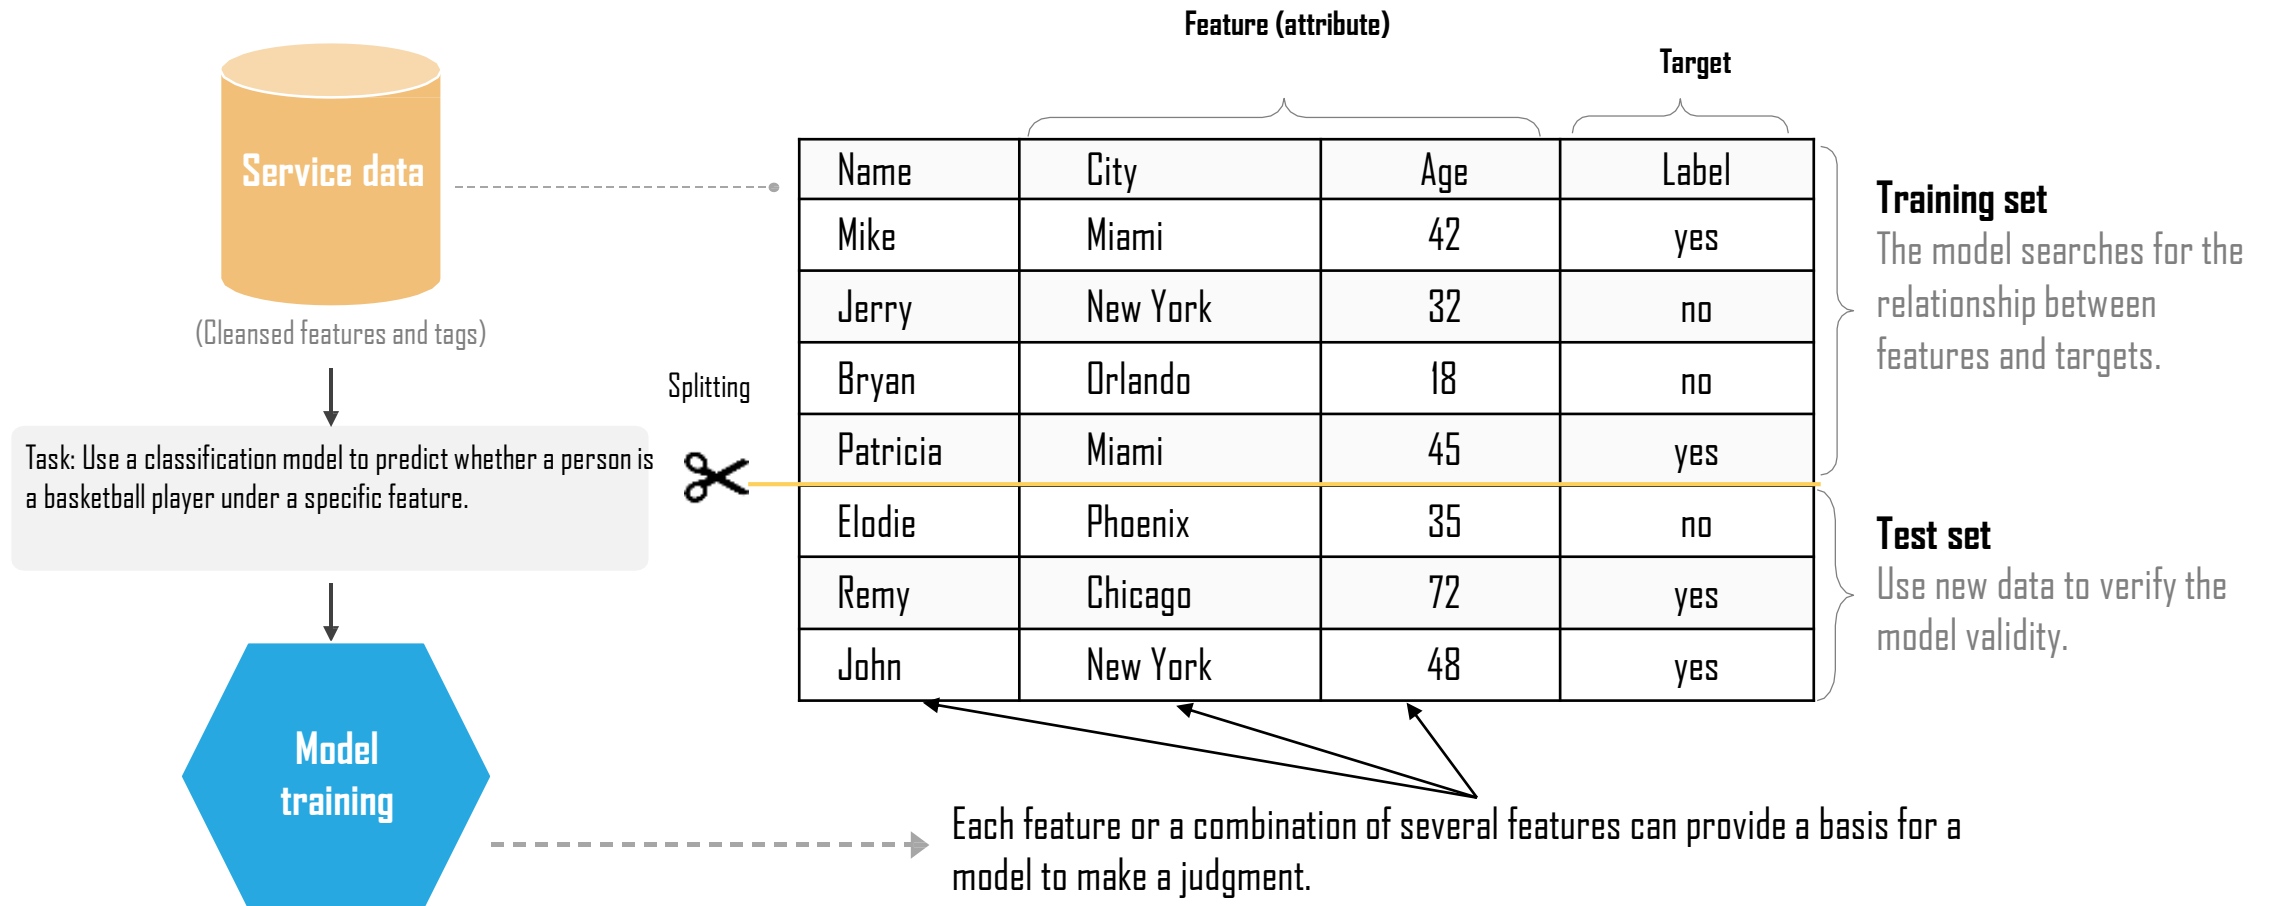 Feature (attribute)
Target
Service data
(Cleansed features and tags)
Task: Use a classification model to predict whether a person is
a basketball player under a specific feature.
Model
training
Splitting
Name City Age Label
Mike Miami 42 yes
Jerry New York 32 no
Bryan Orlando 18 no
Patricia Miami 45 yes
Elodie Phoenix 35 no
Remy Chicago 72 yes
John New York 48 yes
Training set
The model searches for the
relationship between
features and targets.
Test set
Use new data to verify the
model validity.
Each feature or a combination of several features can provide a basis for a
model to make a judgment.